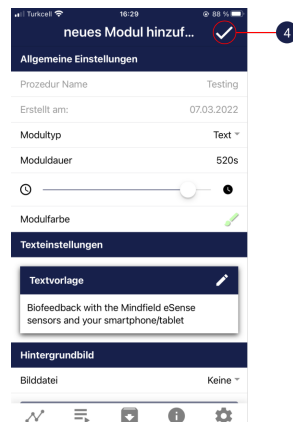 Turkcell 16:29 88 %
neues Modul hinzuf...
4
Allgemeine Einstellungen
Prozedur Name Testing
Erstellt am: 07.03.2022
Modultyp Text
Moduldauer 520s
Modulfarbe
Texteinstellungen
Textvorlage
Biofeedback with the Mindfield eSense
sensors and your smartphone/tablet
Hintergrundbild
Bilddatei Keine